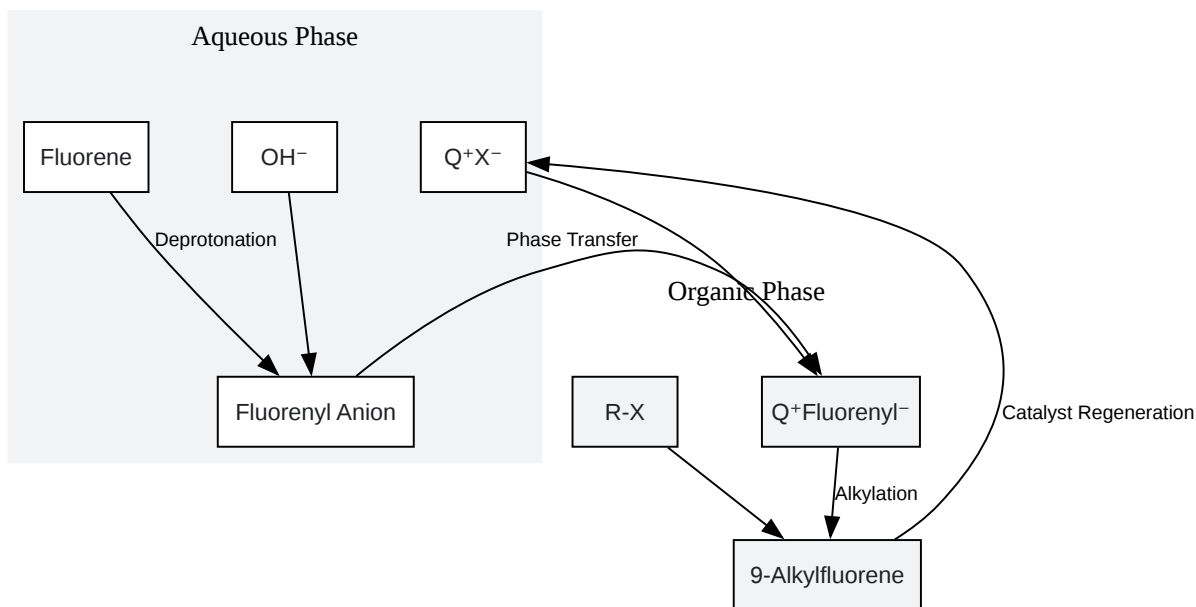 Aqueous Phase
Fluorene
OH⁻
Q⁺X⁻
Deprotonation
Phase Transfer
Organic Phase
Fluorenyl Anion
R-X
Q⁺Fluorenyl⁻
Catalyst Regeneration
Alkylation
9-Alkylfluorene